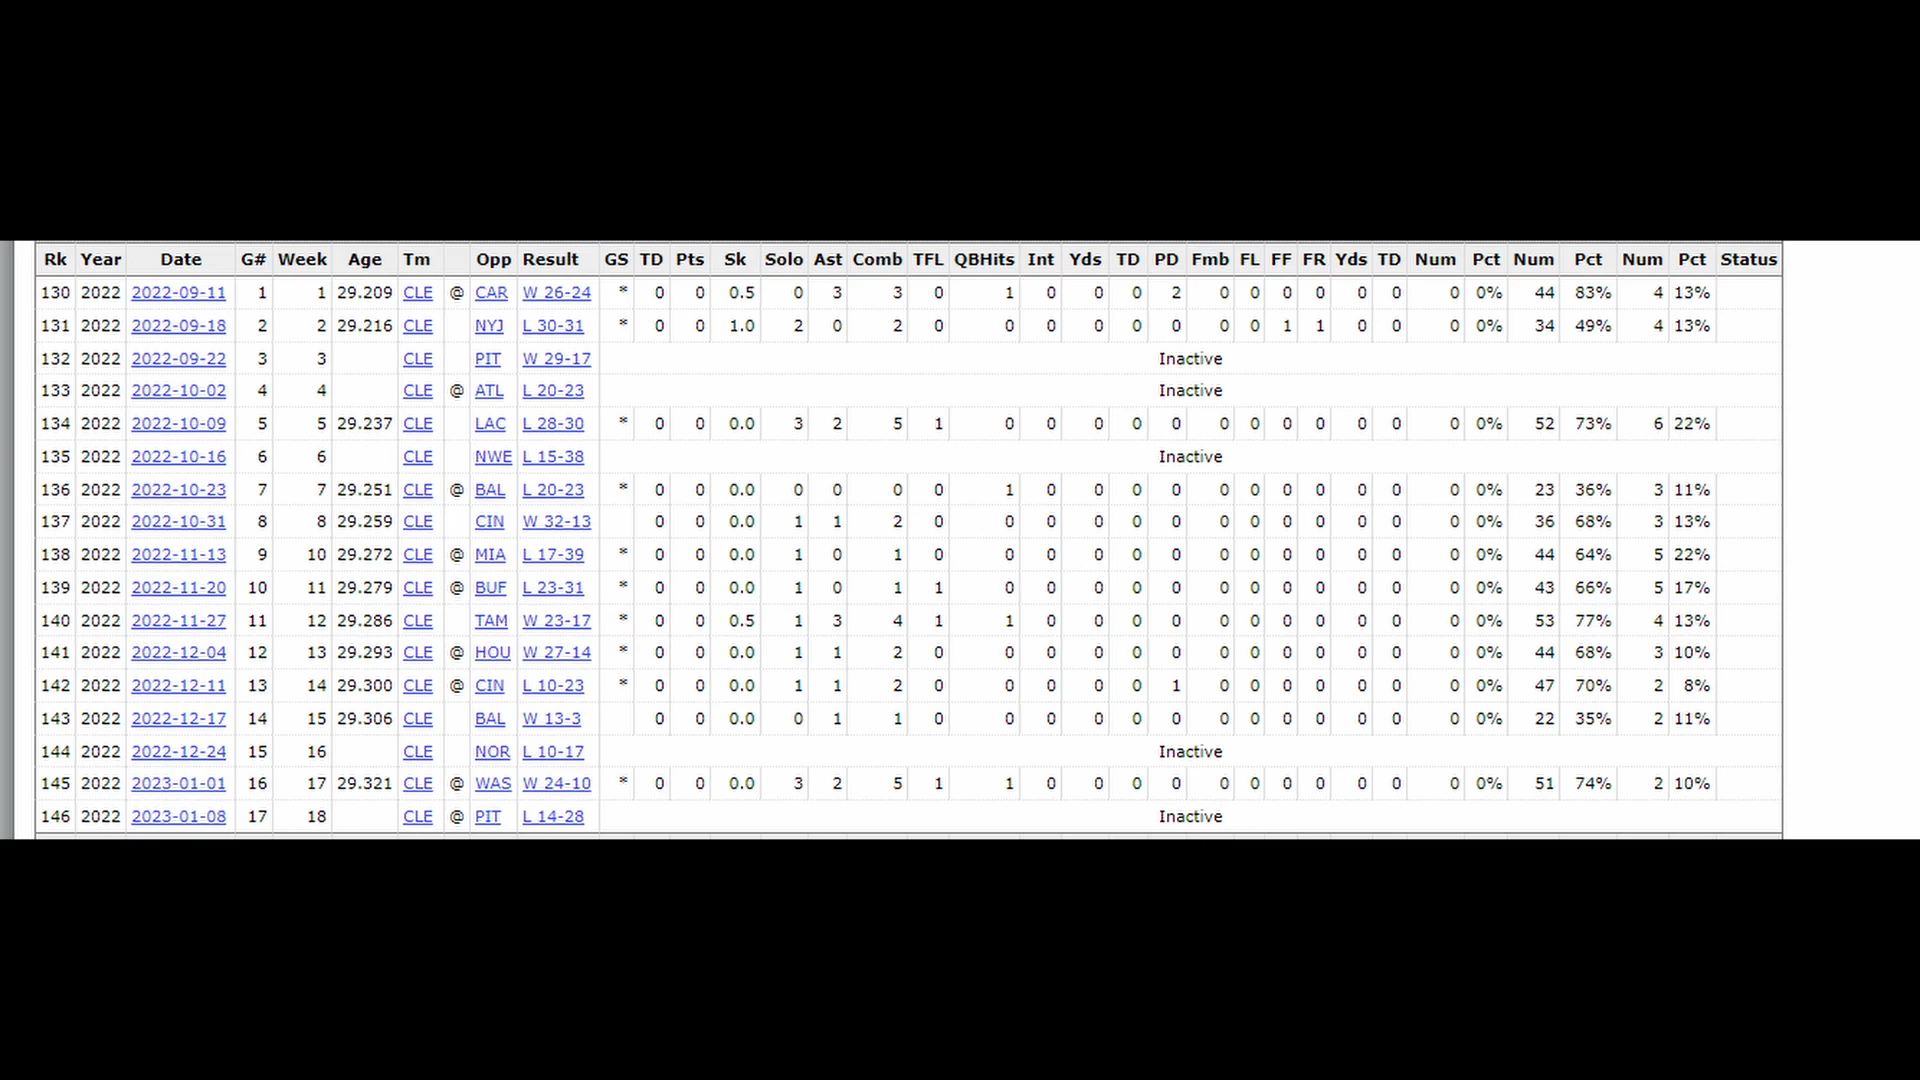 Rk Year Date G# Week Age Tm Opp Result GS TD Pts Sk Solo Ast Comb TFL QBHits Int Yds TD PD Fmb FL FF FR Yds TD Num Pct Num Pct Num Pct Status
130 2022 2022-09-11 1 1 29.209 CLE @ CAR W 26-24 * 0 0 0.5 0 3 3 0 1 0 0 0 2 0 0 0 0 0 0 0 0% 44 83% 4 13%
131 2022 2022-09-18 2 2 29.216 CLE NYJ L 30-31 * 0 0 1.0 2 0 2 0 0 0 0 0 0 0 0 1 1 0 0 0 0% 34 49% 4 13%
132 2022 2022-09-22 3 3 CLE PIT W 29-17 Inactive
133 2022 2022-10-02 4 4 CLE @ ATL L 20-23 Inactive
134 2022 2022-10-09 5 5 29.237 CLE LAC L 28-30 * 0 0 0.0 3 2 5 1 0 0 0 0 0 0 0 0 0 0 0 0 0% 52 73% 6 22%
135 2022 2022-10-16 6 6 CLE NWE L 15-38 Inactive
136 2022 2022-10-23 7 7 29.251 CLE @ BAL L 20-23 * 0 0 0.0 0 0 0 0 1 0 0 0 0 0 0 0 0 0 0 0 0% 23 36% 3 11%
137 2022 2022-10-31 8 8 29.259 CLE CIN W 32-13 0 0 0.0 1 1 2 0 0 0 0 0 0 0 0 0 0 0 0 0 0% 36 68% 3 13%
138 2022 2022-11-13 9 10 29.272 CLE @ MIA L 17-39 * 0 0 0.0 1 0 1 0 0 0 0 0 0 0 0 0 0 0 0 0 0% 44 64% 5 22%
139 2022 2022-11-20 10 11 29.279 CLE @ BUF L 23-31 * 0 0 0.0 1 0 1 1 0 0 0 0 0 0 0 0 0 0 0 0 0% 43 66% 5 17%
140 2022 2022-11-27 11 12 29.286 CLE TAM W 23-17 * 0 0 0.5 1 3 4 1 1 0 0 0 0 0 0 0 0 0 0 0 0% 53 77% 4 13%
141 2022 2022-12-04 12 13 29.293 CLE @ HOU W 27-14 * 0 0 0.0 1 1 2 0 0 0 0 0 0 0 0 0 0 0 0 0 0% 44 68% 3 10%
142 2022 2022-12-11 13 14 29.300 CLE @ CIN L 10-23 * 0 0 0.0 1 1 2 0 0 0 0 0 1 0 0 0 0 0 0 0 0% 47 70% 2 8%
143 2022 2022-12-17 14 15 29.306 CLE BAL W 13-3 0 0 0.0 0 1 1 0 0 0 0 0 0 0 0 0 0 0 0 0 0% 22 35% 2 11%
144 2022 2022-12-24 15 16 CLE NOR L 10-17 Inactive
145 2022 2023-01-01 16 17 29.321 CLE @ WAS W 24-10 * 0 0 0.0 3 2 5 1 1 0 0 0 0 0 0 0 0 0 0 0 0% 51 74% 2 10%
146 2022 2023-01-08 17 18 CLE @ PIT L 14-28 Inactive